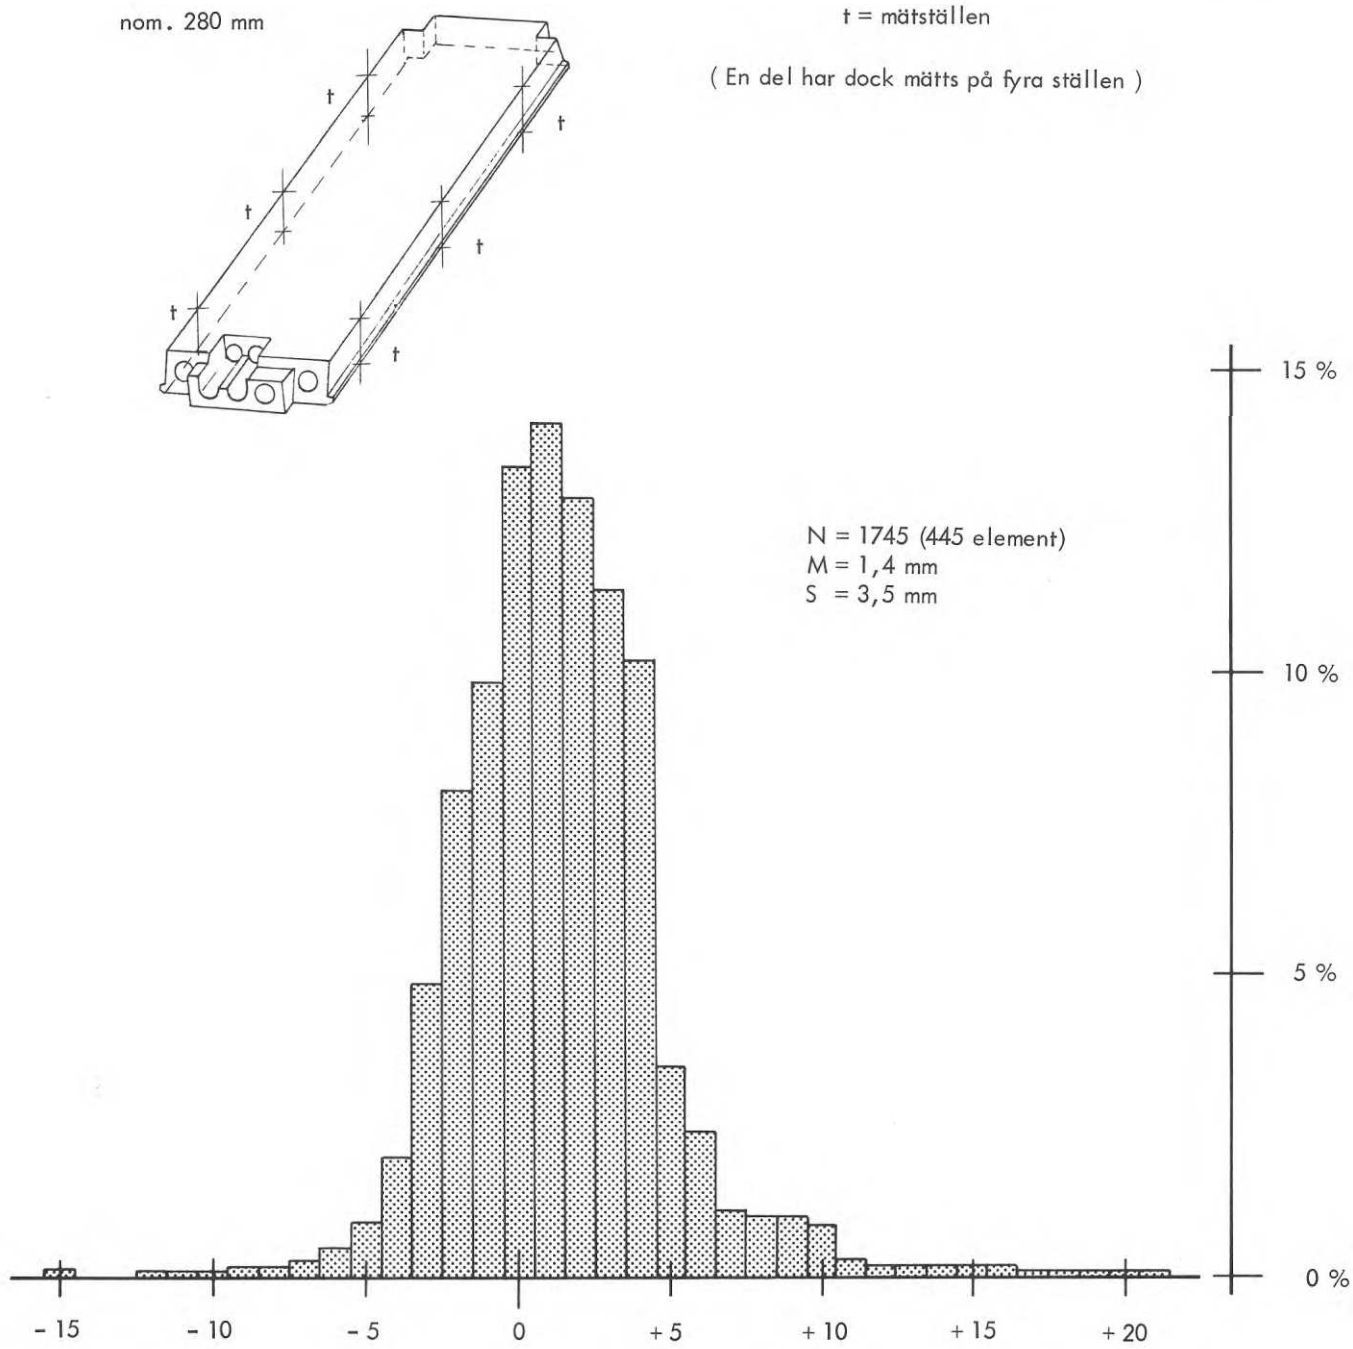 nom. 280 mm
t = mätställen
( En del har dock mätts på fyra ställen )
t
t
t
t
t
t
15 %
N = 1745 (445 element)
M = 1,4 mm
S = 3,5 mm
10 %
5 %
0 %
- 15
- 10
- 5
0
+ 5
+ 10
+ 15
+ 20